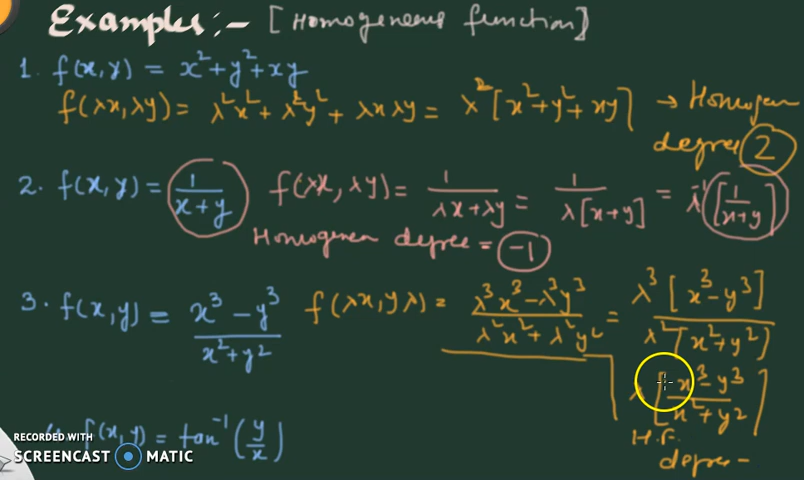 Examples:- [Homogeneous function]
1. f(x,y) = x²+y²+xy
f(λx,λy) = λ²x²+λ²y²+λxλy = λ²[x²+y²+xy] → Homogen
degree 2
2. f(x,y) = 1/(x+y) f(λx,λy) = 1/(λx+λy) = 1/(λ[x+y]) = λ⁻¹[1/(x+y)]
Homogenen degree = -1
3. f(x,y) = (x³-y³)/(x²+y²) f(λx,yλ) = (λ³x³-λ³y³)/(λ²x²+λ²y²) = λ³[x³-y³]/λ²[x²+y²]
λ[(x³-y³)/(x²+y²)]
H.F.
degree -
f(x,y) = tan⁻¹(y/x)
RECORDED WITH
SCREENCAST MATIC